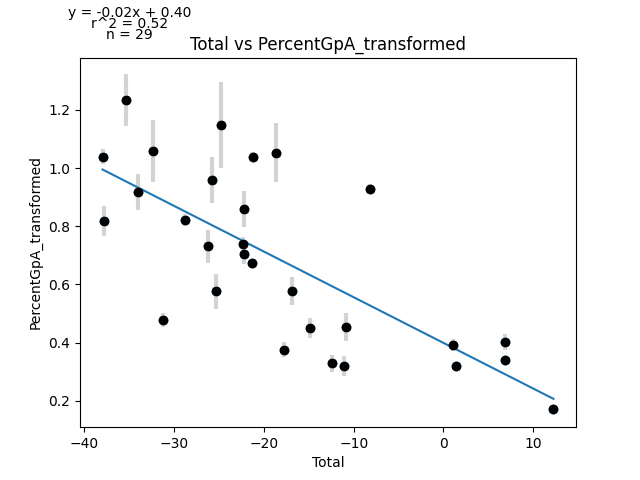 y = -0.02x + 0.40
r^2 = 0.52
n = 29
Total vs PercentGpA_transformed
PercentGpA_transformed
1.2
1.0
0.8
0.6
0.4
0.2
−40 −30 −20 −10 0 10
Total